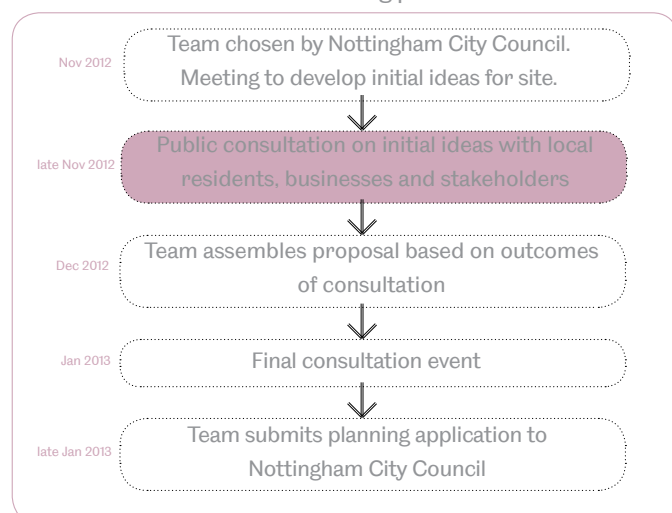 Nov 2012
Team chosen by Nottingham City Council.
Meeting to develop initial ideas for site.
late Nov 2012
Public consultation on initial ideas with local
residents, businesses and stakeholders
Dec 2012
Team assembles proposal based on outcomes
of consultation
Jan 2013
Final consultation event
late Jan 2013
Team submits planning application to
Nottingham City Council